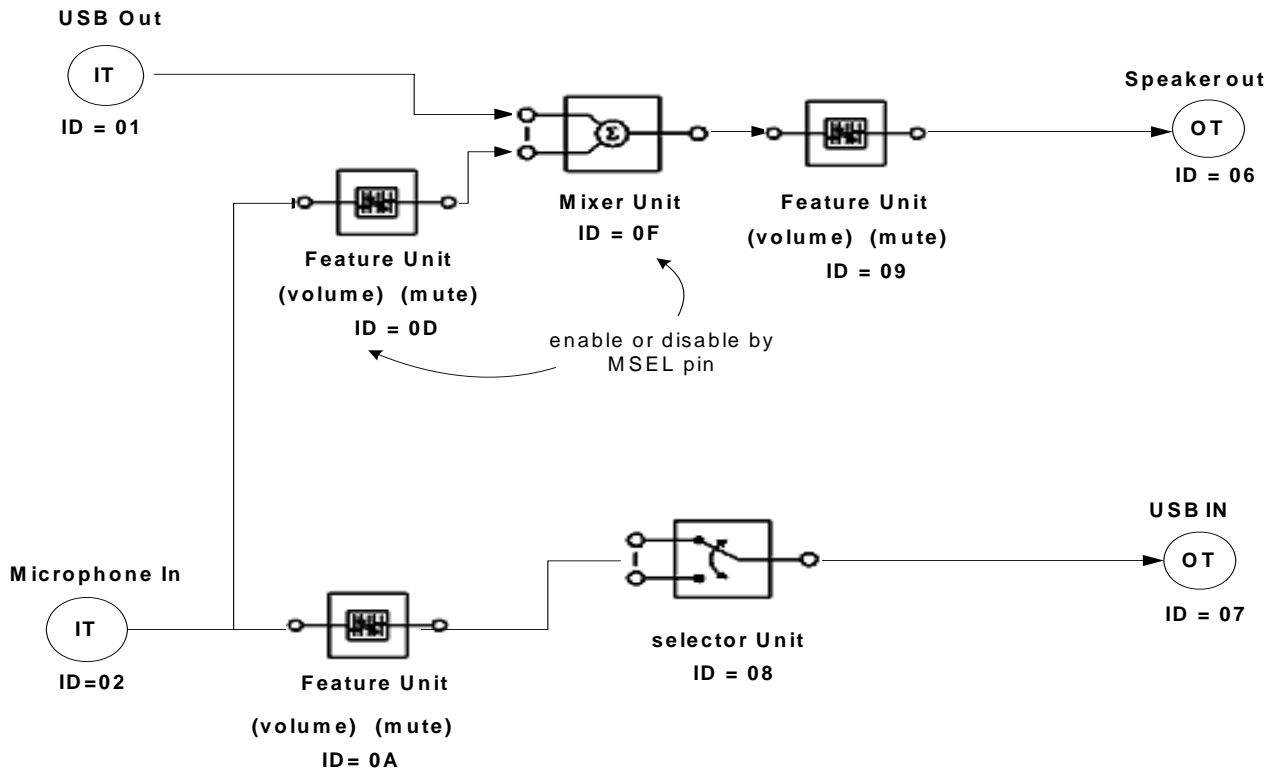 USB Out
IT
ID = 01
Speaker out
OT
ID = 06
Σ
Mixer Unit
ID = 0F
Feature Unit
(volume) (mute)
ID = 09
Feature Unit
(volume) (mute)
ID = 0D
enable or disable by
MSEL pin
USB IN
OT
ID = 07
Microphone In
IT
ID=02
selector Unit
ID = 08
Feature Unit
(volume) (mute)
ID= 0A